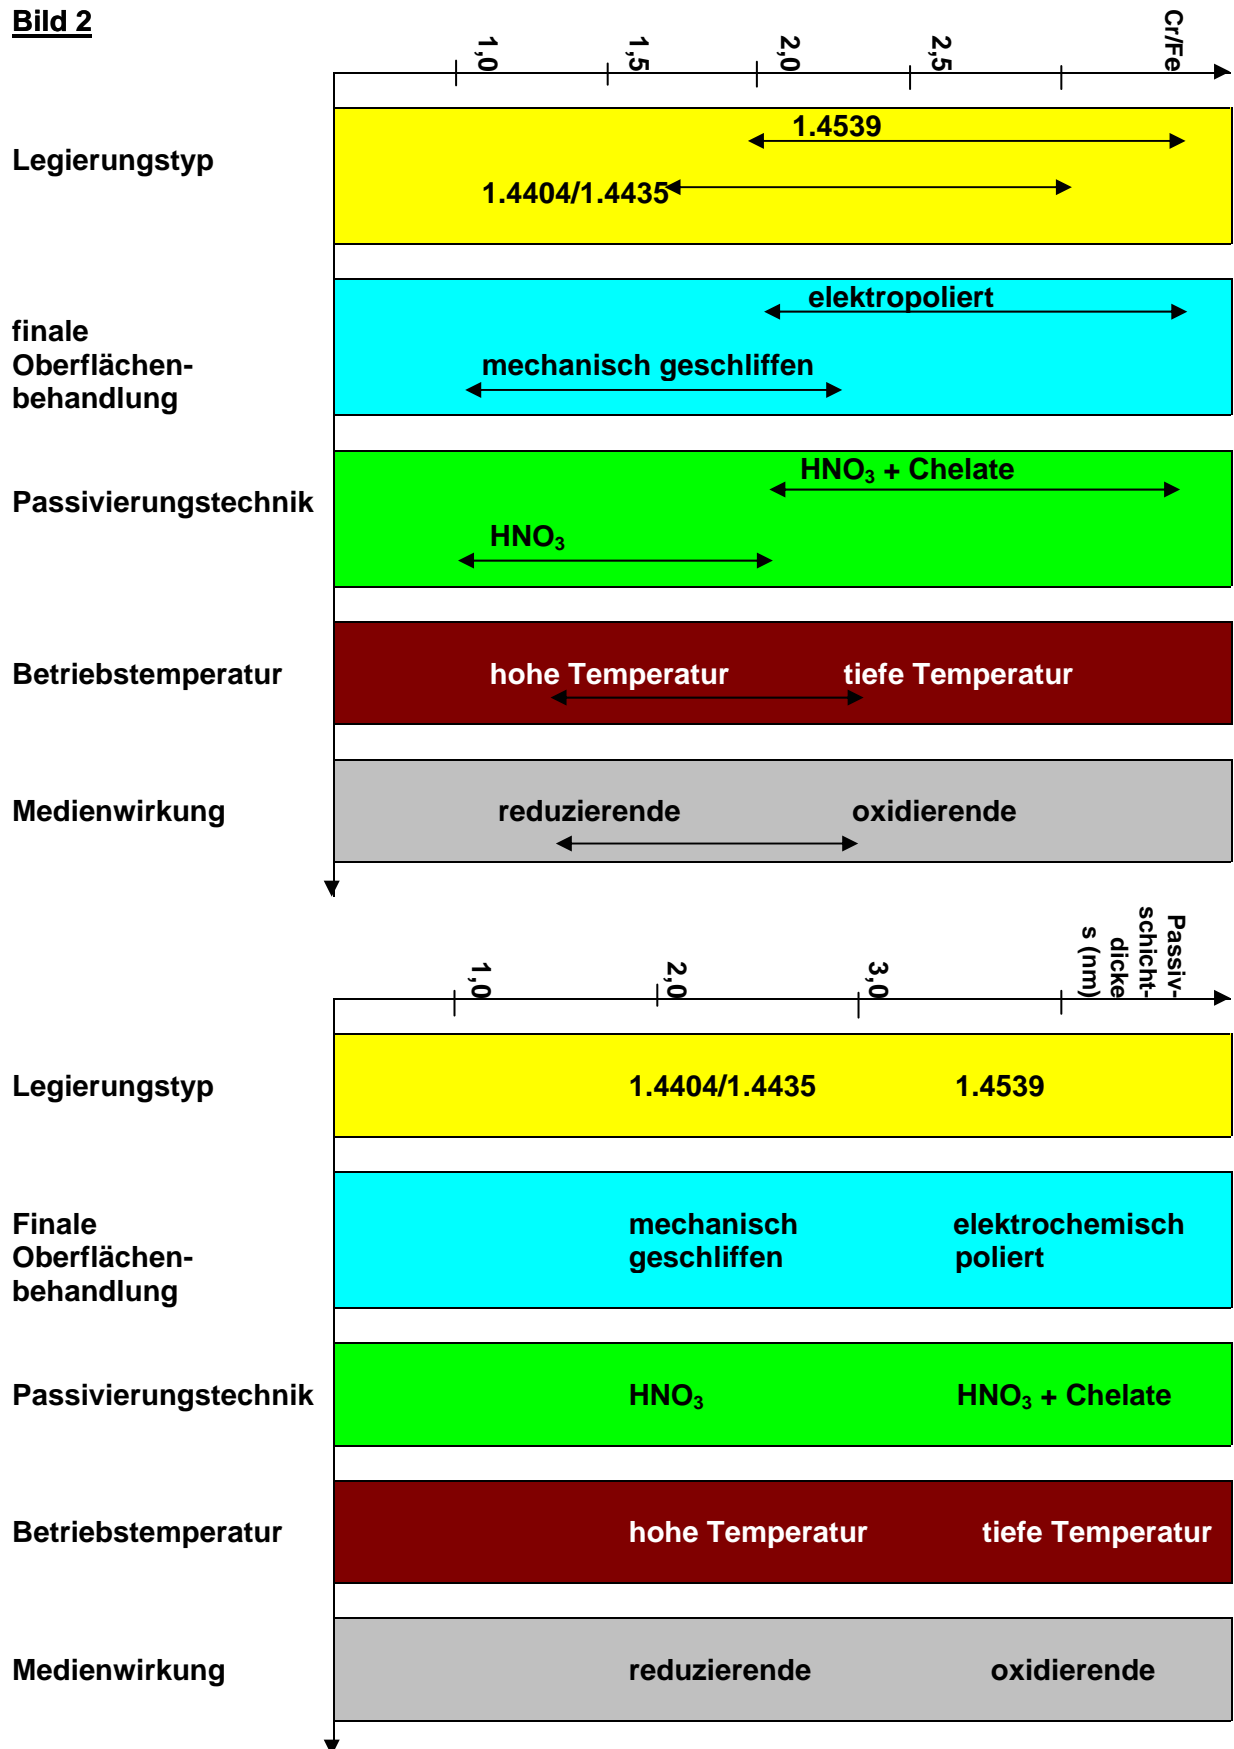 Bild 2
1,0
1,5
2,0
2,5
Cr/Fe
Legierungstyp
1.4539
1.4404/1.4435
finale
Oberflächen-
behandlung
elektropoliert
mechanisch geschliffen
Passivierungstechnik
HNO₃ + Chelate
HNO₃
Betriebstemperatur
hohe Temperatur
tiefe Temperatur
Medienwirkung
reduzierende
oxidierende
1,0
2,0
3,0
Passiv-
schicht-
dicke
s (nm)
Legierungstyp
1.4404/1.4435
1.4539
Finale
Oberflächen-
behandlung
mechanisch
geschliffen
elektrochemisch
poliert
Passivierungstechnik
HNO₃
HNO₃ + Chelate
Betriebstemperatur
hohe Temperatur
tiefe Temperatur
Medienwirkung
reduzierende
oxidierende